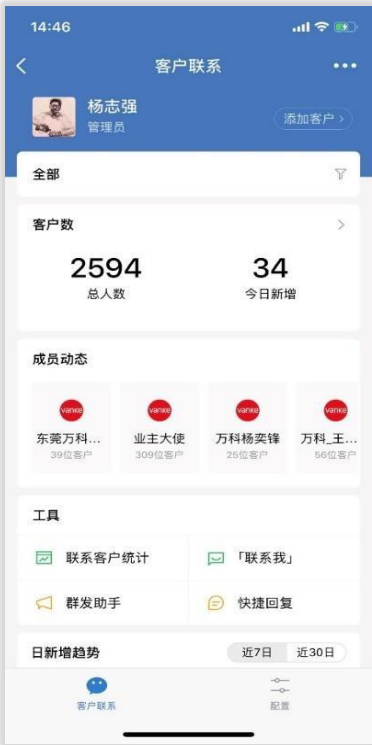 14:46
客户联系
杨志强
管理员
添加客户 >
全部
客户数
2594
34
总人数
今日新增
成员动态
vanke vanke vanke vanke
东莞万科... 业主大使 万科杨奕锋 万科_王...
39位客户 309位客户 25位客户 56位客户
工具
联系客户统计 「联系我」
群发助手 快捷回复
日新增趋势 近7日 近30日
客户联系 配置